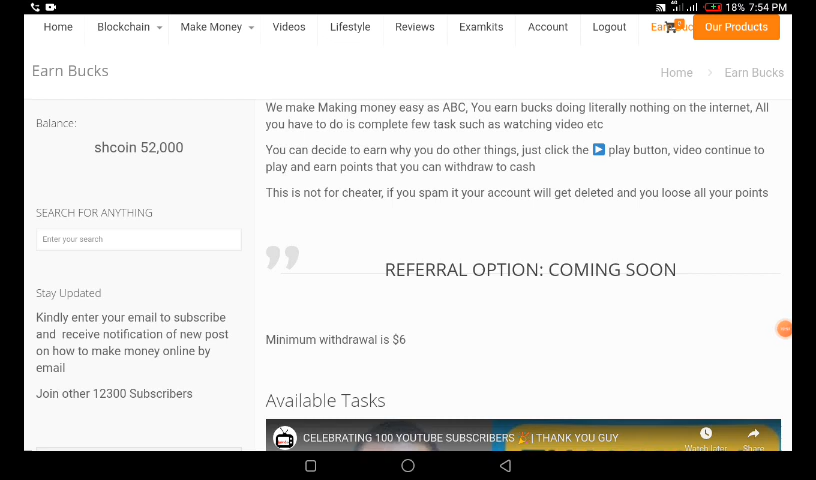 18% 7:54 PM
Home Blockchain Make Money Videos Lifestyle Reviews Examkits Account Logout 0 Our Products
Earn Bucks
Home > Earn Bucks
Balance:
shcoin 52,000
SEARCH FOR ANYTHING
Enter your search
Stay Updated
Kindly enter your email to subscribe
and receive notification of new post
on how to make money online by
email
Join other 12300 Subscribers
We make Making money easy as ABC, You earn bucks doing literally nothing on the internet, All
you have to do is complete few task such as watching video etc
You can decide to earn why you do other things, just click the ▶ play button, video continue to
play and earn points that you can withdraw to cash
This is not for cheater, if you spam it your account will get deleted and you loose all your points
REFERRAL OPTION: COMING SOON
Minimum withdrawal is $6
Available Tasks
CELEBRATING 100 YOUTUBE SUBSCRIBERS 🎉 | THANK YOU GUY
Watch later Share